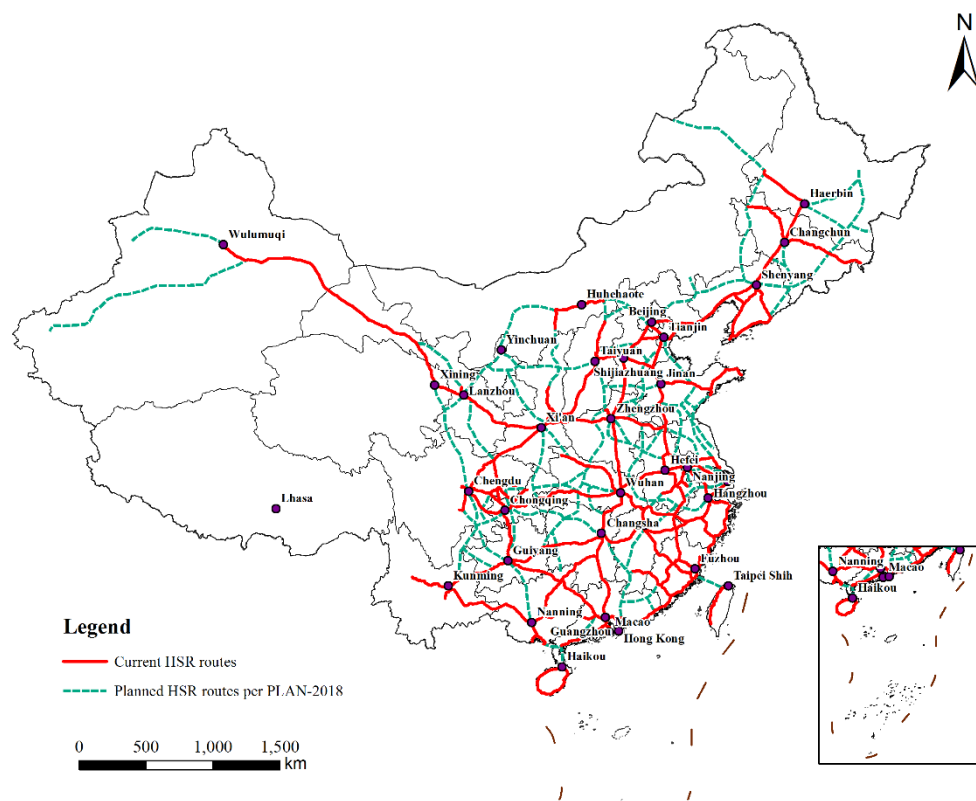 N
Haerbin
Wulumuqi
Changchun
Shenyang
Huhehaote
Beijing
Tianjin
Yinchuan
Taiyuan
Shijiazhuang
Jinan
Xining
Lanzhou
Zhengzhou
Xi'an
Hefei
Nanjing
Chengdu
Wuhan
Hangzhou
Lhasa
Chongqing
Changsha
Guiyang
Fuzhou
Kunming
Taipei Shih
Nanning
Macao
Guangzhou
Hong Kong
Haikou
Nanning
Macao
Haikou
Legend
Current HSR routes
Planned HSR routes per PLAN-2018
0 500 1,000 1,500
km